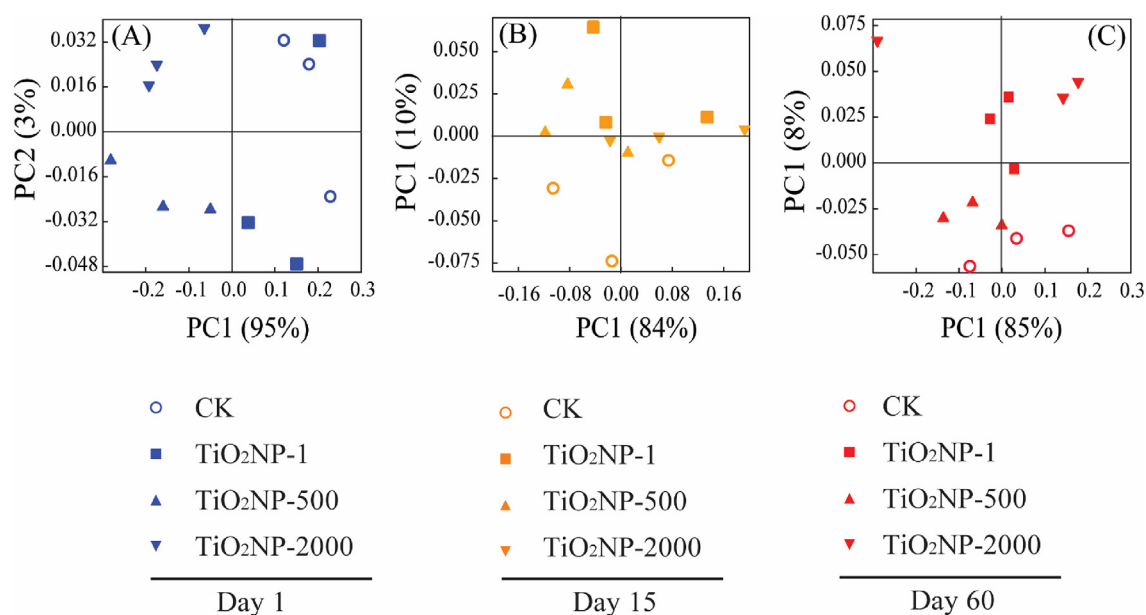 (A)
PC2 (3%)
0.032
0.016
0.000
-0.016
-0.032
-0.048
-0.2 -0.1 0.0 0.1 0.2 0.3
PC1 (95%)
(B)
PC1 (10%)
0.050
0.025
0.000
-0.025
-0.050
-0.075
-0.16 -0.08 0.00 0.08 0.16
PC1 (84%)
(C)
PC1 (8%)
0.075
0.050
0.025
0.000
-0.025
-0.050
-0.2 -0.1 0.0 0.1 0.2 0.3
PC1 (85%)
CK
TiO₂NP-1
TiO₂NP-500
TiO₂NP-2000
Day 1
CK
TiO₂NP-1
TiO₂NP-500
TiO₂NP-2000
Day 15
CK
TiO₂NP-1
TiO₂NP-500
TiO₂NP-2000
Day 60